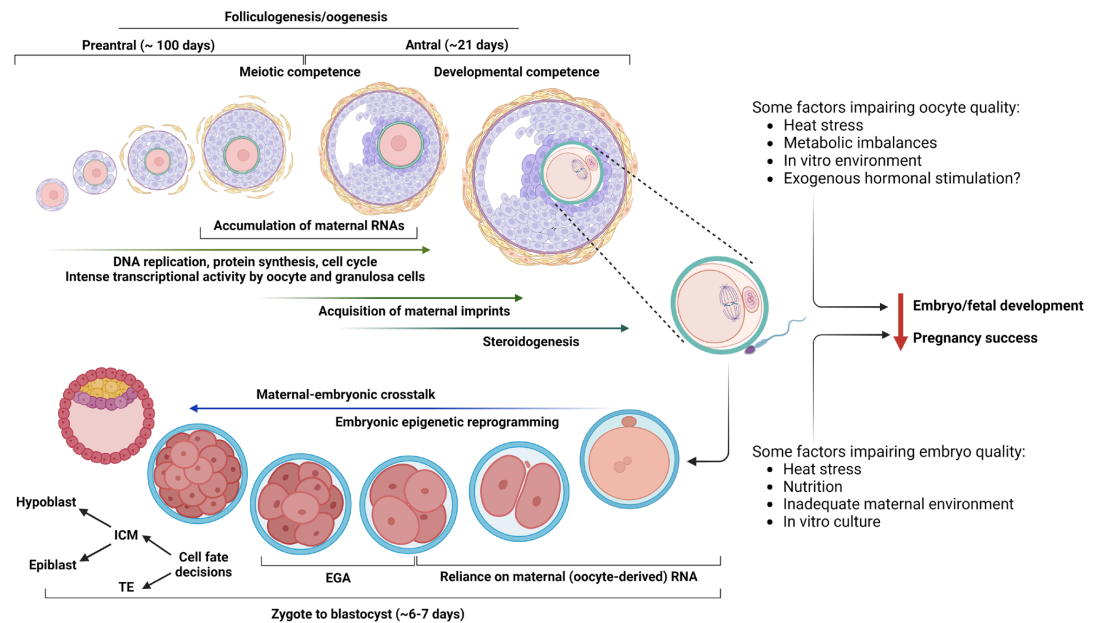 Folliculogenesis/oogenesis
Preantral (~ 100 days)
Antral (~21 days)
Meiotic competence
Developmental competence
Accumulation of maternal RNAs
DNA replication, protein synthesis, cell cycle
Intense transcriptional activity by oocyte and granulosa cells
Acquisition of maternal imprints
Steroidogenesis
Some factors impairing oocyte quality:
• Heat stress
• Metabolic imbalances
• In vitro environment
• Exogenous hormonal stimulation?
Embryo/fetal development
Pregnancy success
Some factors impairing embryo quality:
• Heat stress
• Nutrition
• Inadequate maternal environment
• In vitro culture
Maternal-embryonic crosstalk
Embryonic epigenetic reprogramming
Hypoblast
ICM
Epiblast
Cell fate
decisions
TE
EGA
Reliance on maternal (oocyte-derived) RNA
Zygote to blastocyst (~6-7 days)